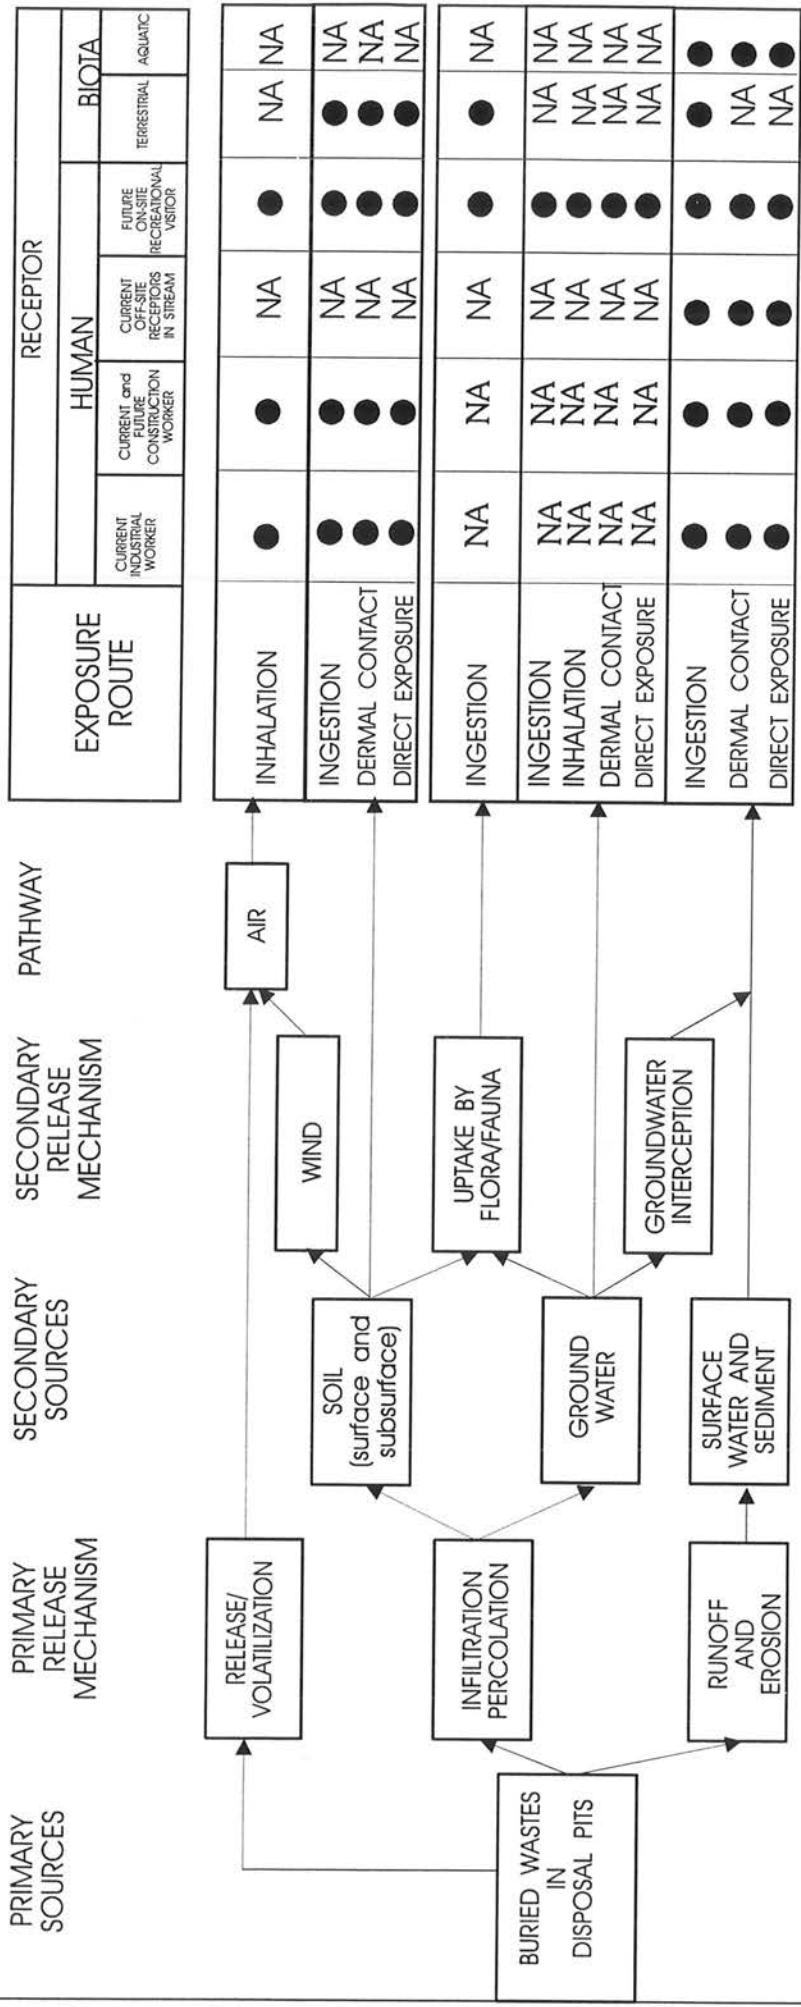 PRIMARY
SOURCES
PRIMARY
RELEASE
MECHANISM
SECONDARY
SOURCES
SECONDARY
RELEASE
MECHANISM
PATHWAY
EXPOSURE
ROUTE
RECEPTOR
HUMAN
BIOTA
CURRENT
INDUSTRIAL
WORKER
CURRENT and
FUTURE
CONSTRUCTION
WORKER
CURRENT
OFF-SITE
RECEPTORS
IN STREAM
FUTURE
ON-SITE
RECREATIONAL
VISITOR
TERRESTRIAL
AQUATIC
BURIED WASTES
IN
DISPOSAL PITS
RELEASE/
VOLATILIZATION
INFILTRATION
PERCOLATION
RUNOFF
AND
EROSION
SOIL
(surface and
subsurface)
GROUND
WATER
SURFACE
WATER AND
SEDIMENT
WIND
UPTAKE BY
FLORA/FAUNA
GROUNDWATER
INTERCEPTION
AIR
INHALATION ● ● NA ● NA NA
INGESTION ● ● NA ● ● NA
DERMAL CONTACT ● ● NA ● ● NA
DIRECT EXPOSURE ● ● NA ● ● NA
INGESTION NA NA NA ● ● NA
INGESTION NA NA NA ● NA NA
INHALATION NA NA NA ● NA NA
DERMAL CONTACT NA NA NA ● NA NA
DIRECT EXPOSURE NA NA NA ● NA NA
INGESTION ● ● ● ● ● ●
DERMAL CONTACT ● ● ● ● NA ●
DIRECT EXPOSURE ● ● ● ● NA ●